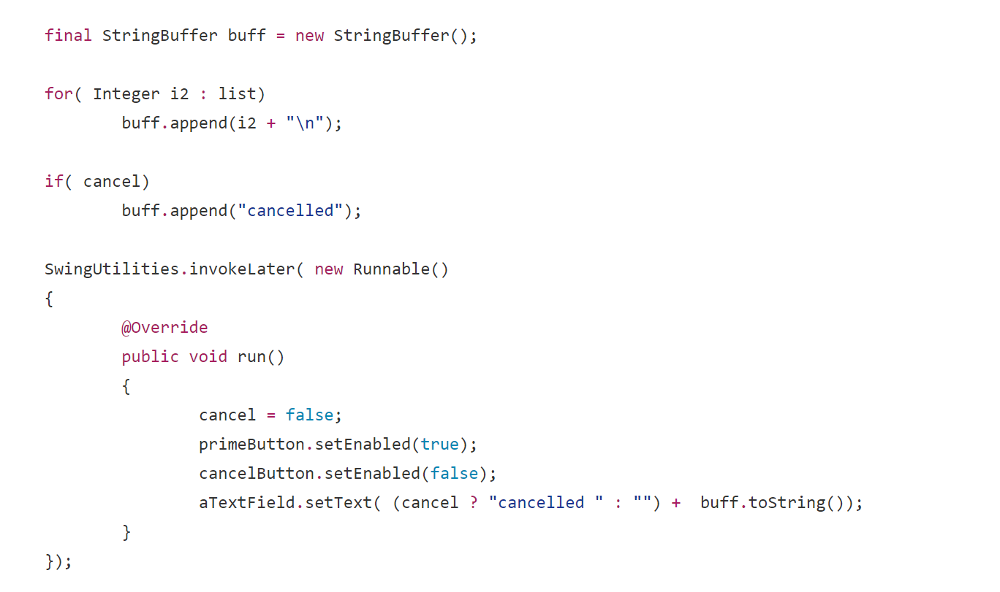 final StringBuffer buff = new StringBuffer();
for( Integer i2 : list)
buff.append(i2 + "\n");
if( cancel)
buff.append("cancelled");
SwingUtilities.invokeLater( new Runnable()
{
@Override
public void run()
{
cancel = false;
primeButton.setEnabled(true);
cancelButton.setEnabled(false);
aTextField.setText( (cancel ? "cancelled " : "") +  buff.toString());
}
});